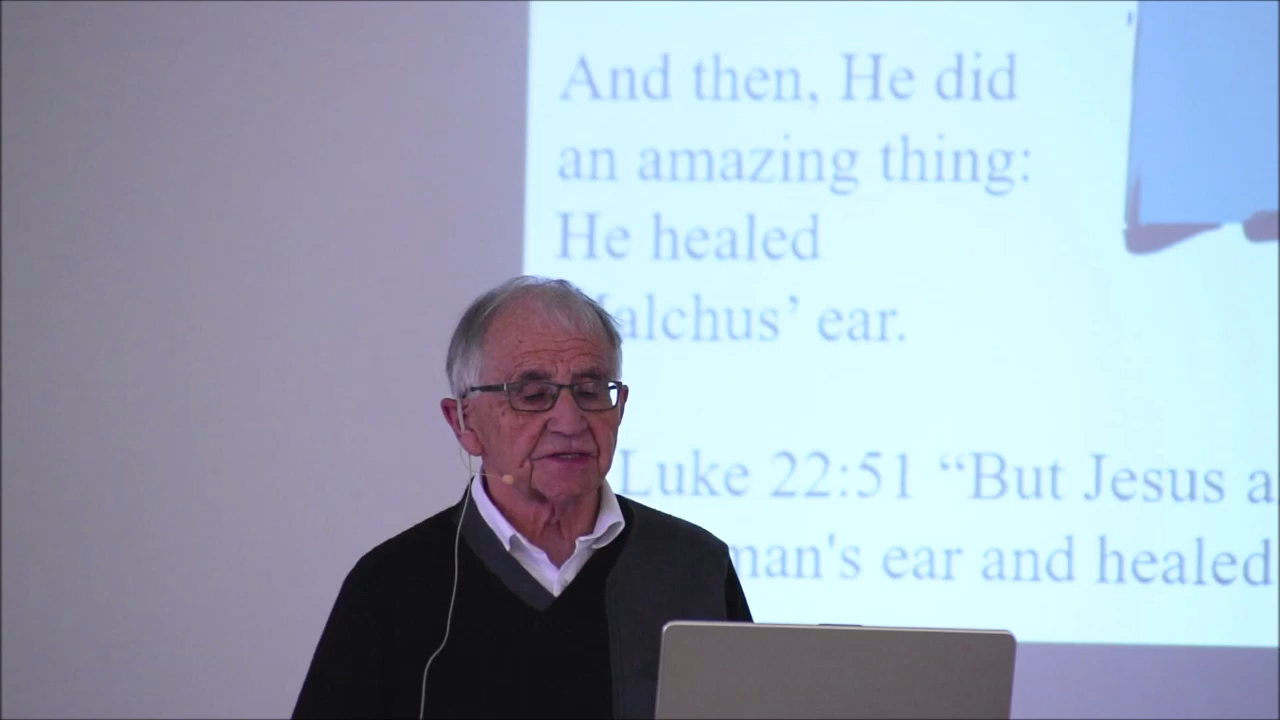 And then, He did
an amazing thing:
He healed
Malchus’ ear.
Luke 22:51 “But Jesus a
man's ear and healed